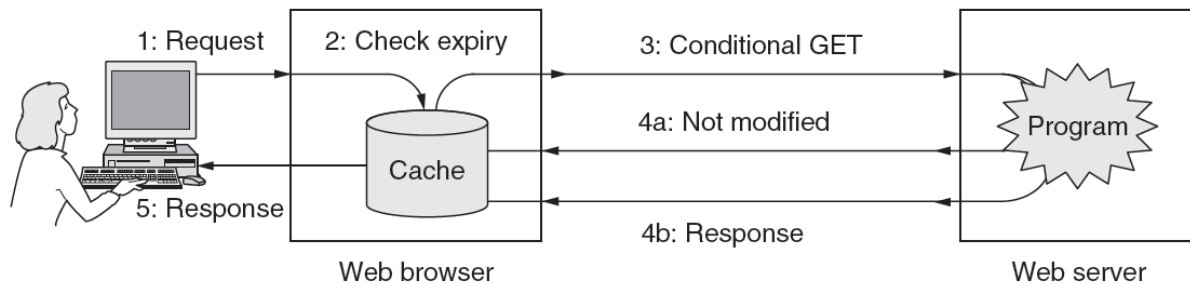 1: Request
2: Check expiry
3: Conditional GET
4a: Not modified
Program
Cache
5: Response
4b: Response
Web browser
Web server